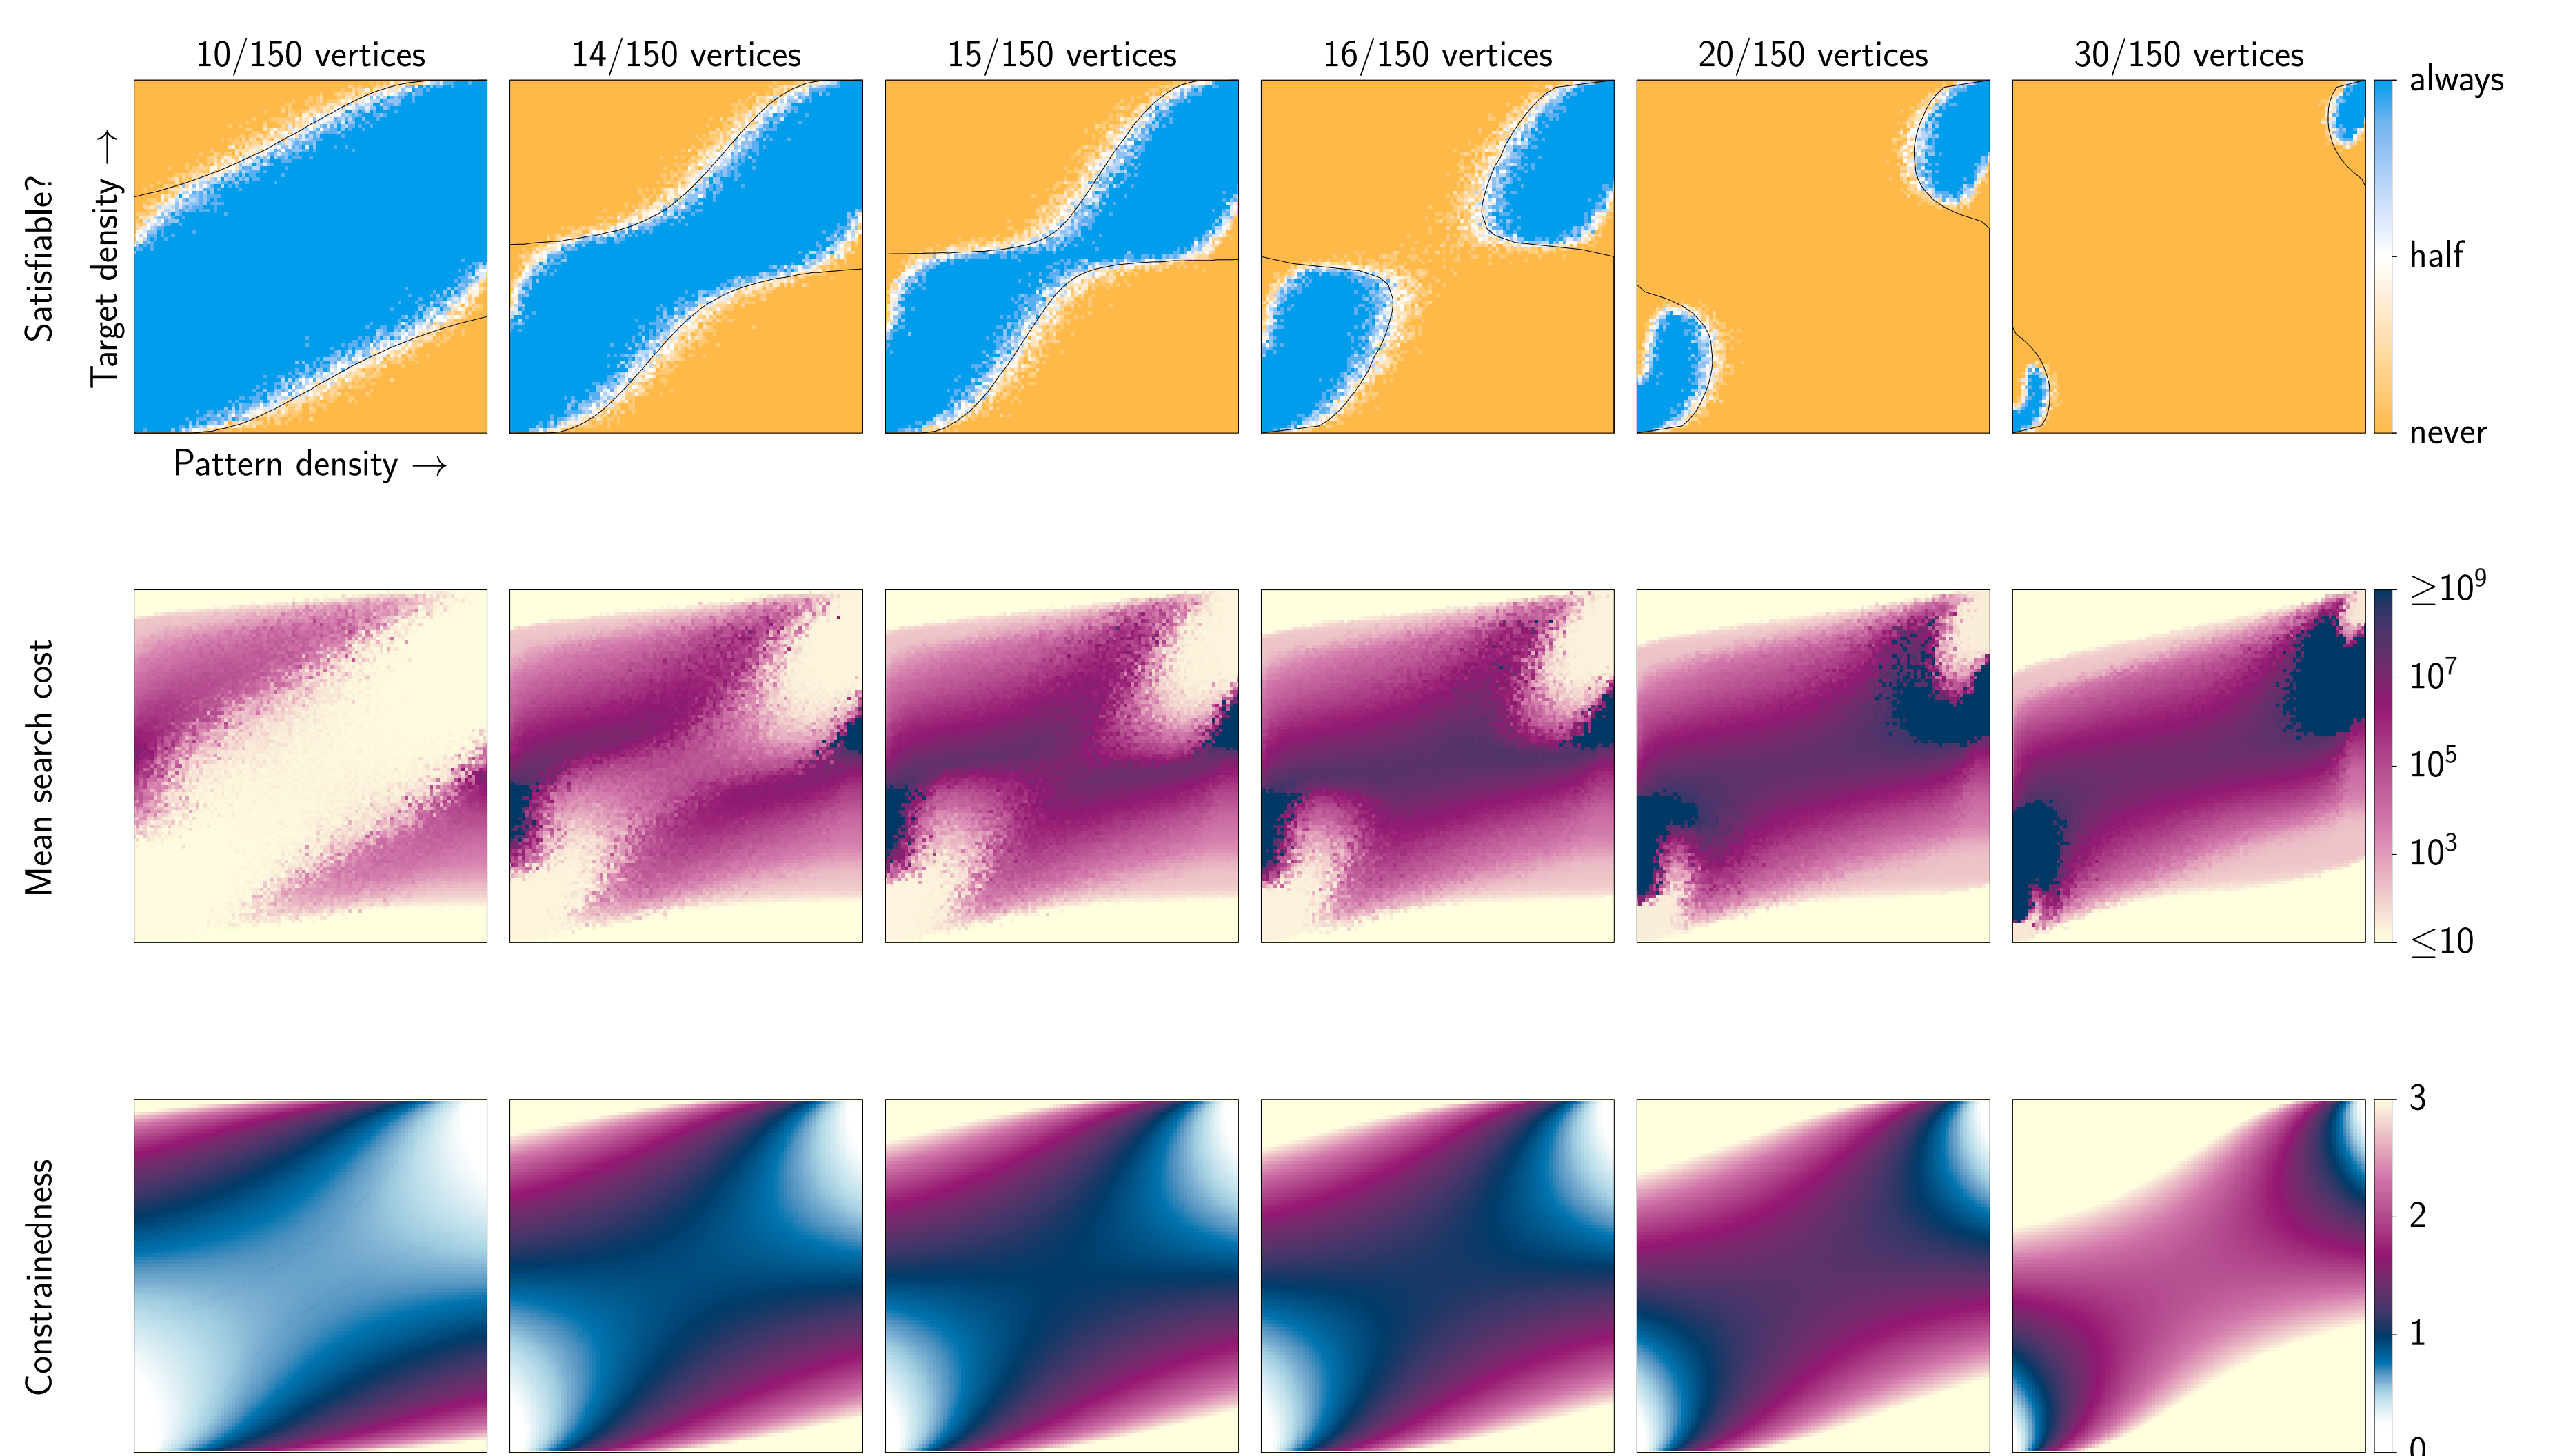 10/150 vertices
14/150 vertices
15/150 vertices
16/150 vertices
20/150 vertices
30/150 vertices
Satisfiable?
Target density →
Pattern density →
always
half
never
Mean search cost
≥10⁹
10⁷
10⁵
10³
≤10
Constrainedness
3
2
1
0